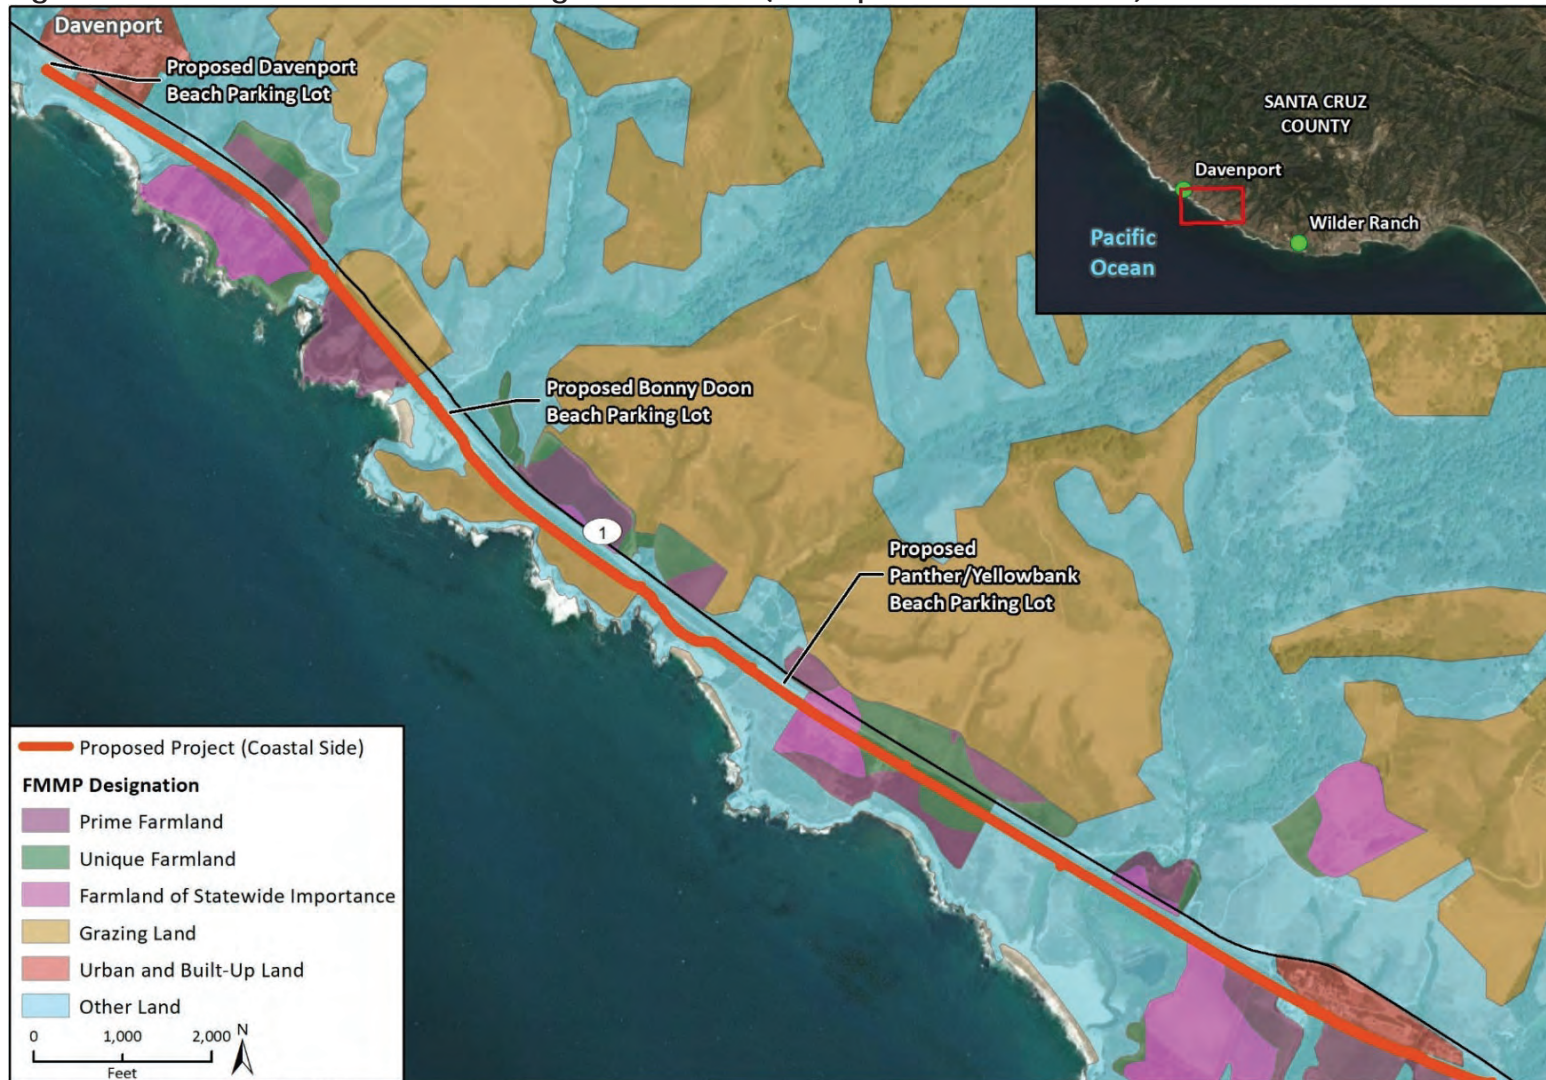 Davenport
Proposed Davenport
Beach Parking Lot
SANTA CRUZ
COUNTY
Davenport
Wilder Ranch
Pacific
Ocean
Proposed Bonny Doon
Beach Parking Lot
1
Proposed
Panther/Yellowbank
Beach Parking Lot
Proposed Project (Coastal Side)
FMMP Designation
Prime Farmland
Unique Farmland
Farmland of Statewide Importance
Grazing Land
Urban and Built-Up Land
Other Land
0 1,000 2,000 N
Feet